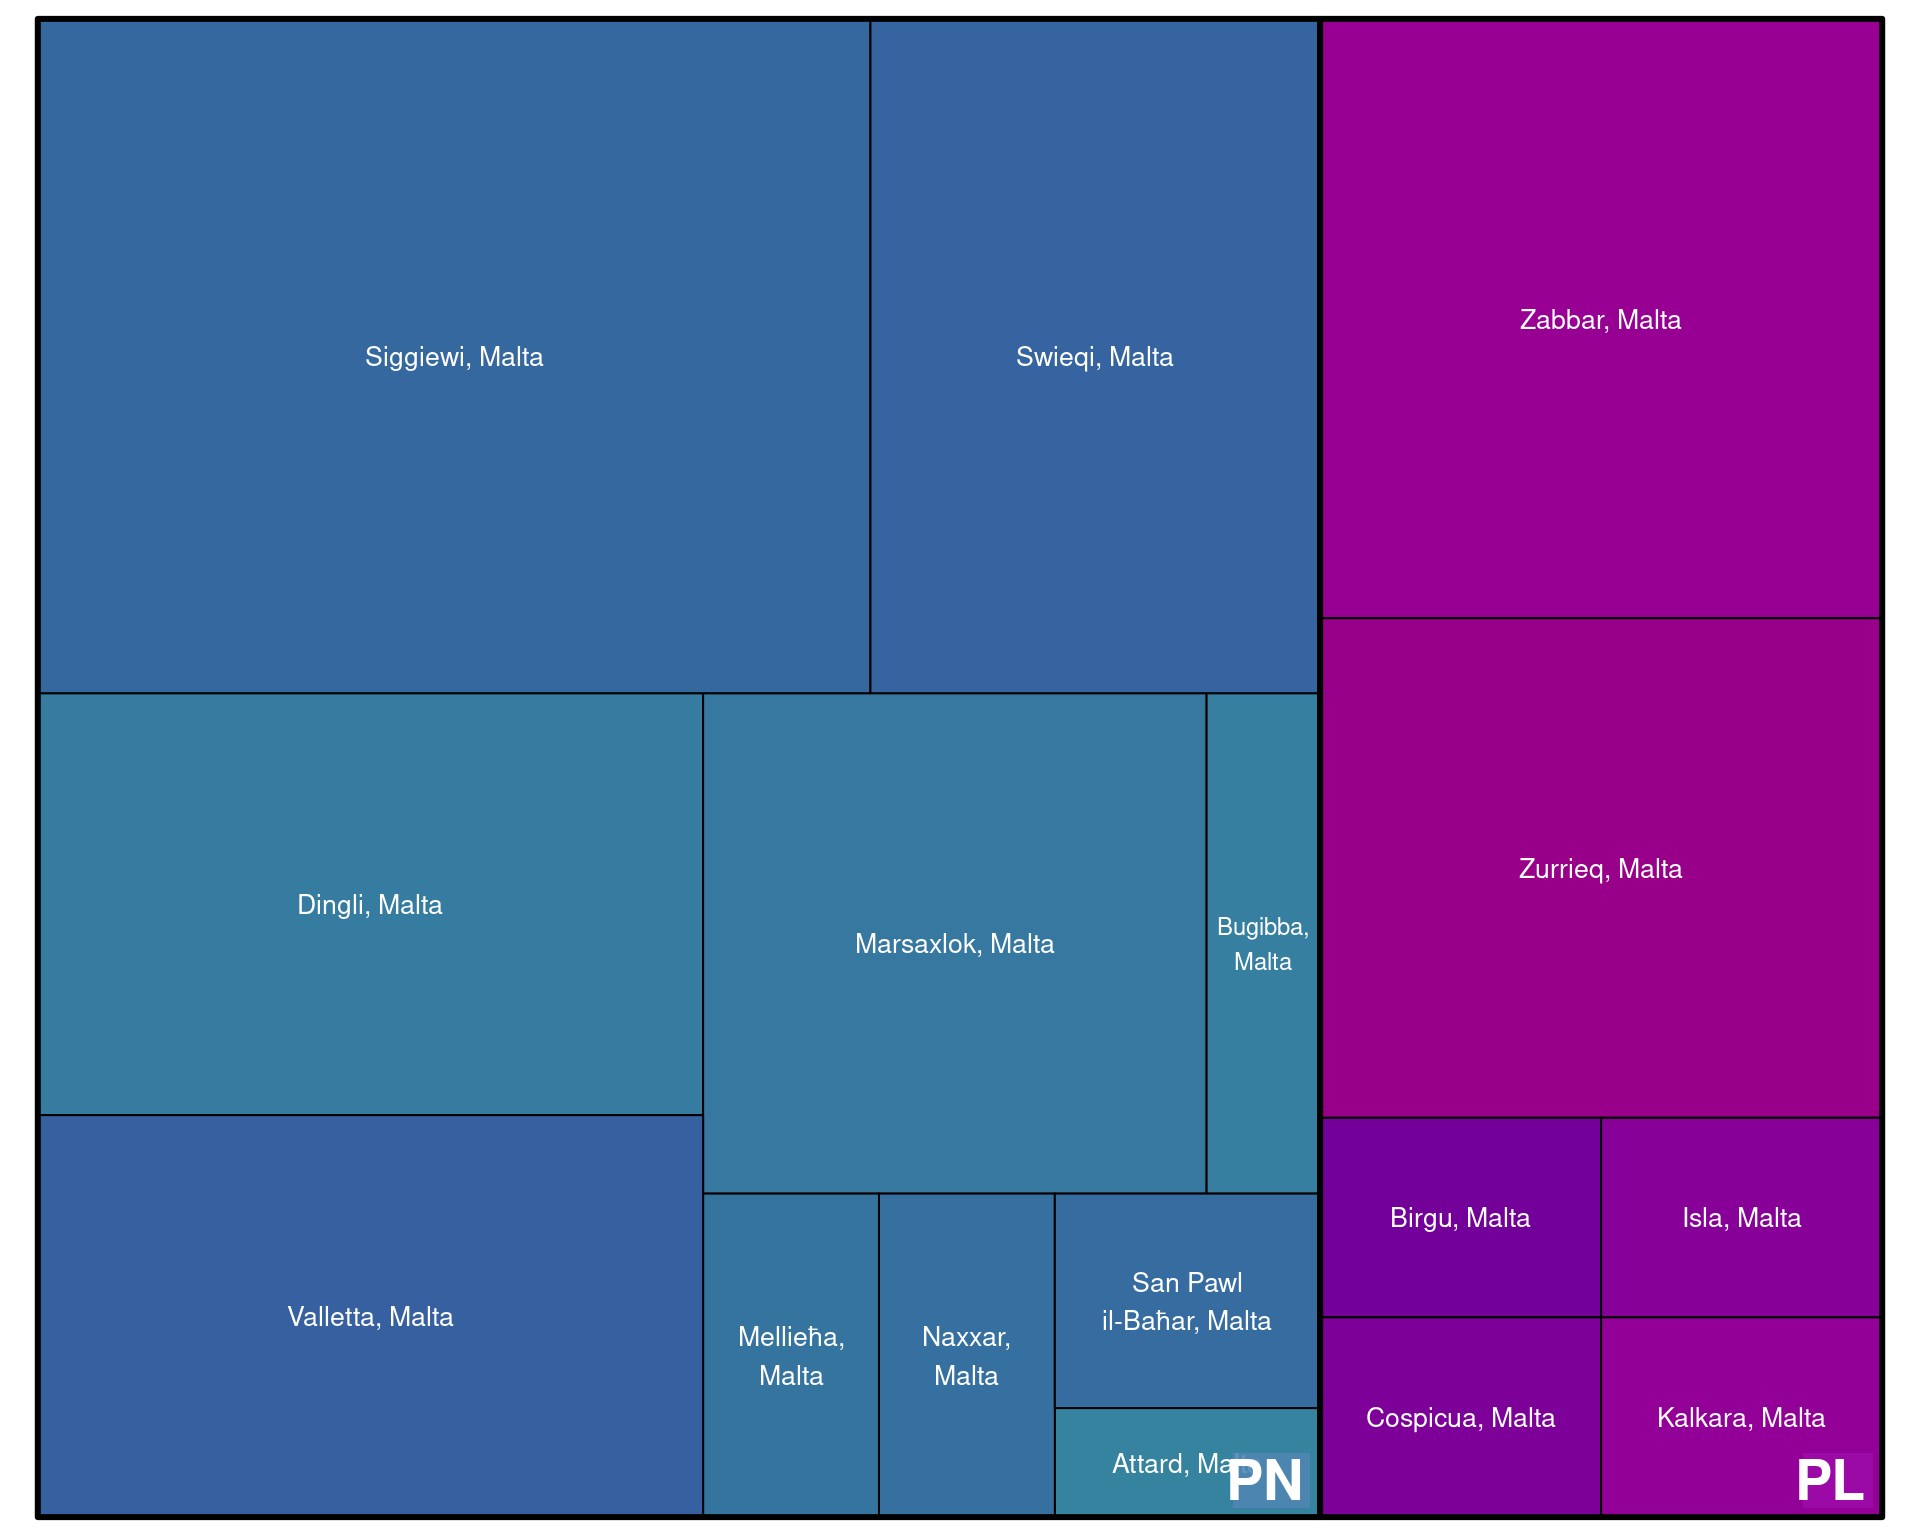 Siggiewi, Malta
Swieqi, Malta
Zabbar, Malta
Dingli, Malta
Marsaxlok, Malta
Bugibba,
Malta
Zurrieq, Malta
Valletta, Malta
Mellieħa,
Malta
Naxxar,
Malta
San Pawl
il-Baħar, Malta
Attard, Malta
PN
Birgu, Malta
Isla, Malta
Cospicua, Malta
Kalkara, Malta
PL